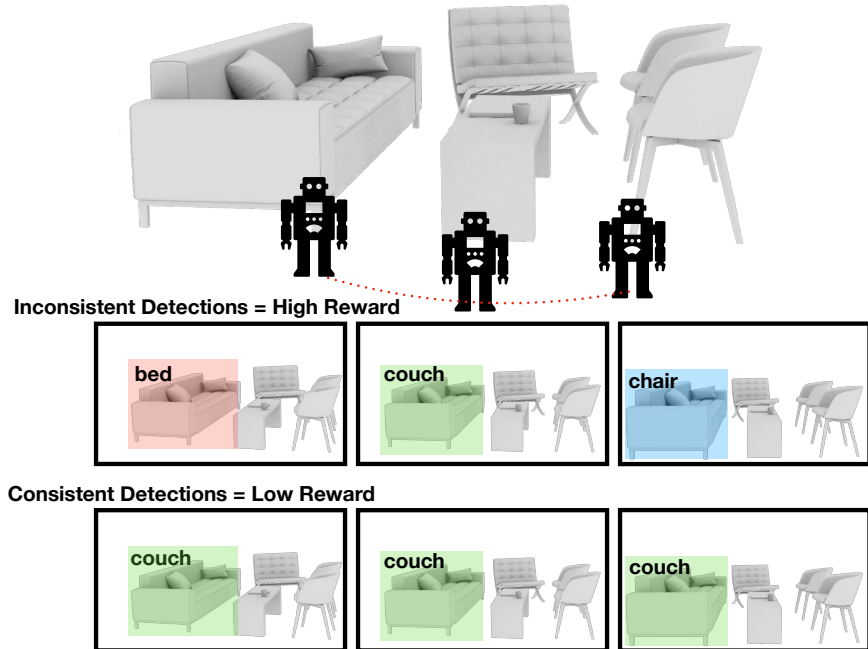 Inconsistent Detections = High Reward
bed
couch
chair
Consistent Detections = Low Reward
couch
couch
couch